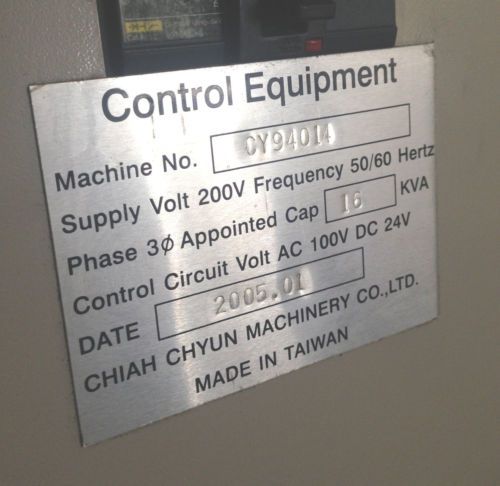 Control Equipment
Machine No. CY94014
Supply Volt 200V Frequency 50/60 Hertz
Phase 3ϕ Appointed Cap 16 KVA
Control Circuit Volt AC 100V DC 24V
DATE 2005.01
CHIAH CHYUN MACHINERY CO.,LTD.
MADE IN TAIWAN